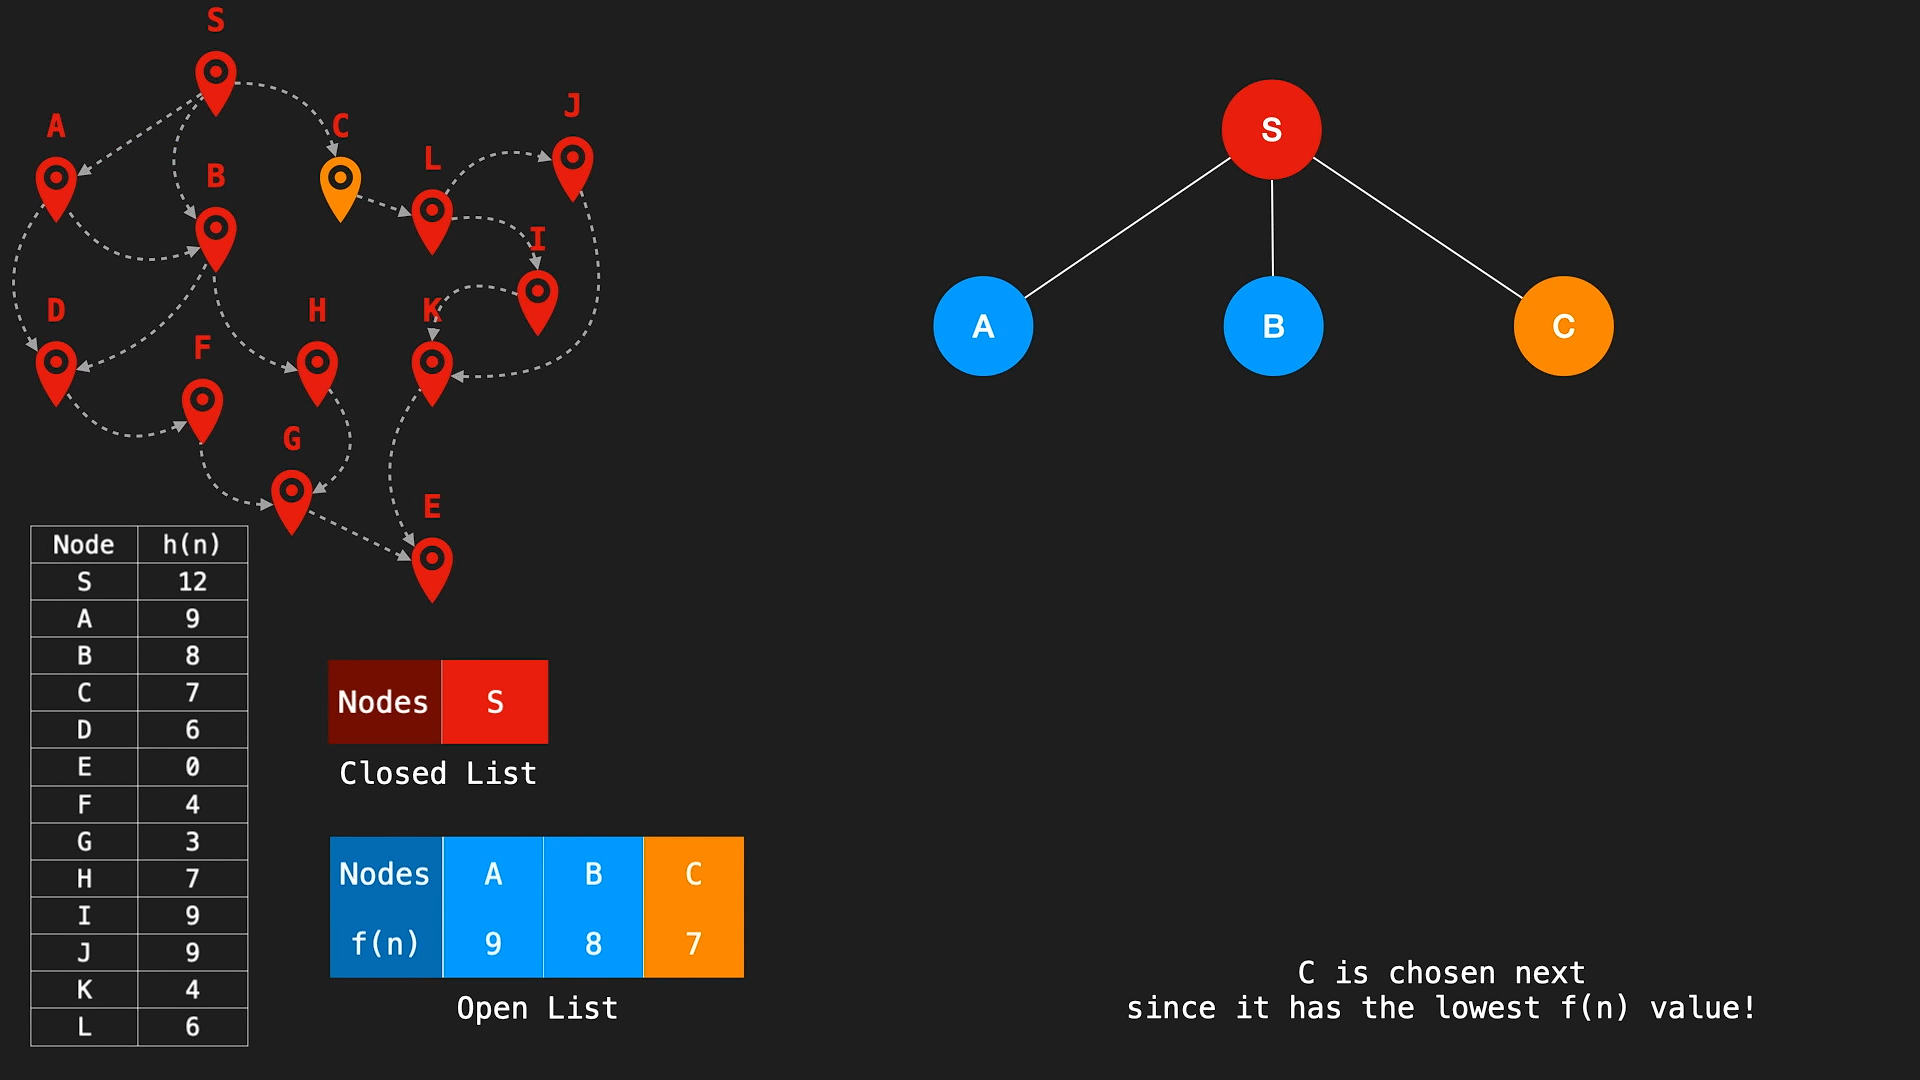 S
J
A
C
L
B
I
D
H
K
F
G
E
Node h(n)
S 12
A 9
B 8
C 7
D 6
E 0
F 4
G 3
H 7
I 9
J 9
K 4
L 6
Nodes S
Closed List
Nodes A B C
f(n) 9 8 7
Open List
S
A B C
C is chosen next
since it has the lowest f(n) value!